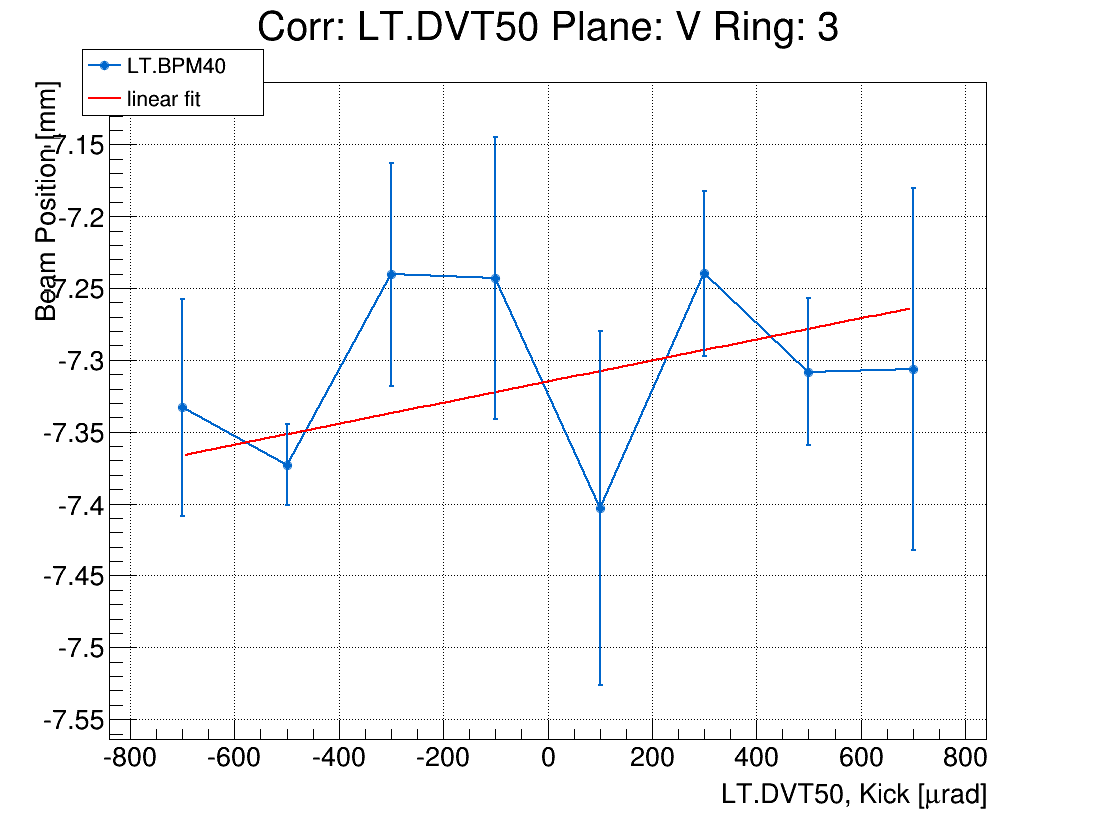 Corr: LT.DVT50 Plane: V Ring: 3
LT.BPM40
linear fit
Beam Position [mm]
-7.15
-7.2
-7.25
-7.3
-7.35
-7.4
-7.45
-7.5
-7.55
-800 -600 -400 -200 0 200 400 600 800
LT.DVT50, Kick [μrad]